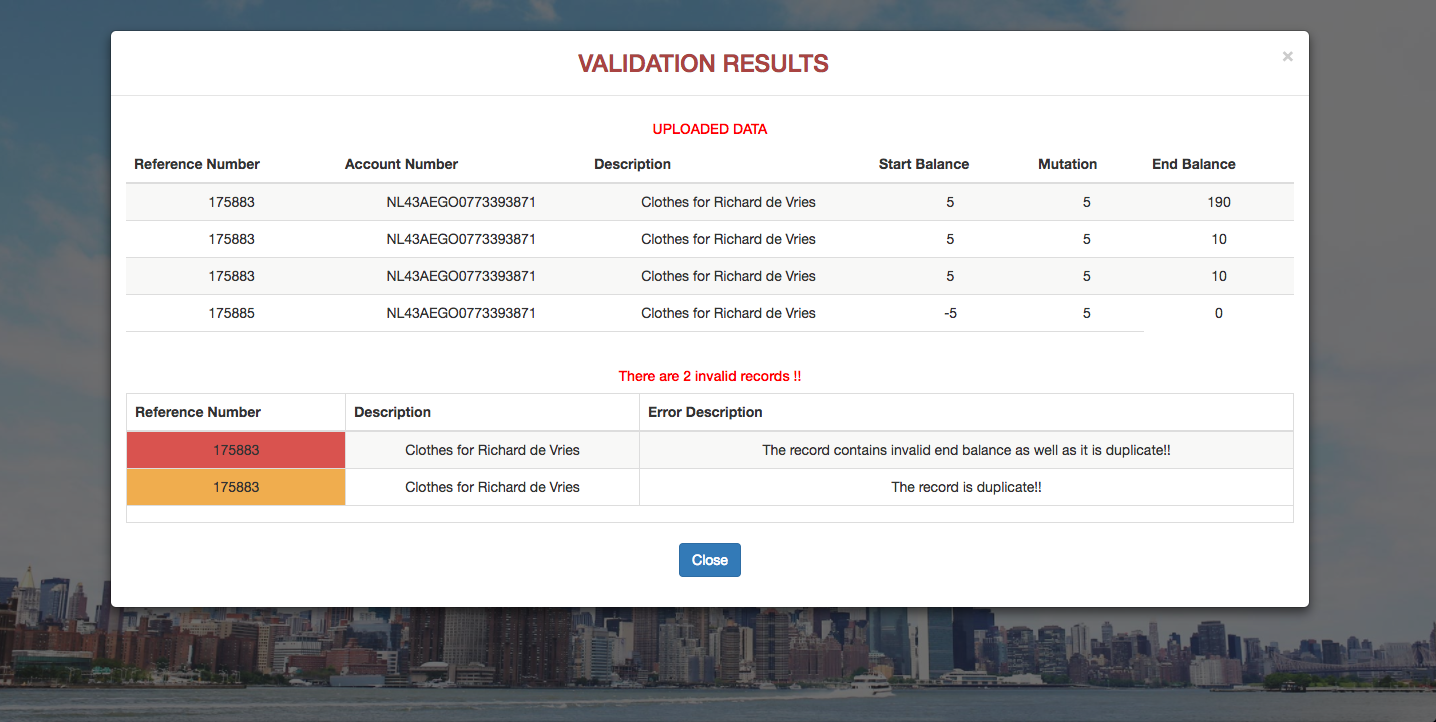 VALIDATION RESULTS ×
UPLOADED DATA
Reference Number Account Number Description Start Balance Mutation End Balance
175883 NL43AEGO0773393871 Clothes for Richard de Vries 5 5 190
175883 NL43AEGO0773393871 Clothes for Richard de Vries 5 5 10
175883 NL43AEGO0773393871 Clothes for Richard de Vries 5 5 10
175885 NL43AEGO0773393871 Clothes for Richard de Vries -5 5 0
There are 2 invalid records !!
Reference Number Description Error Description
175883 Clothes for Richard de Vries The record contains invalid end balance as well as it is duplicate!!
175883 Clothes for Richard de Vries The record is duplicate!!
Close